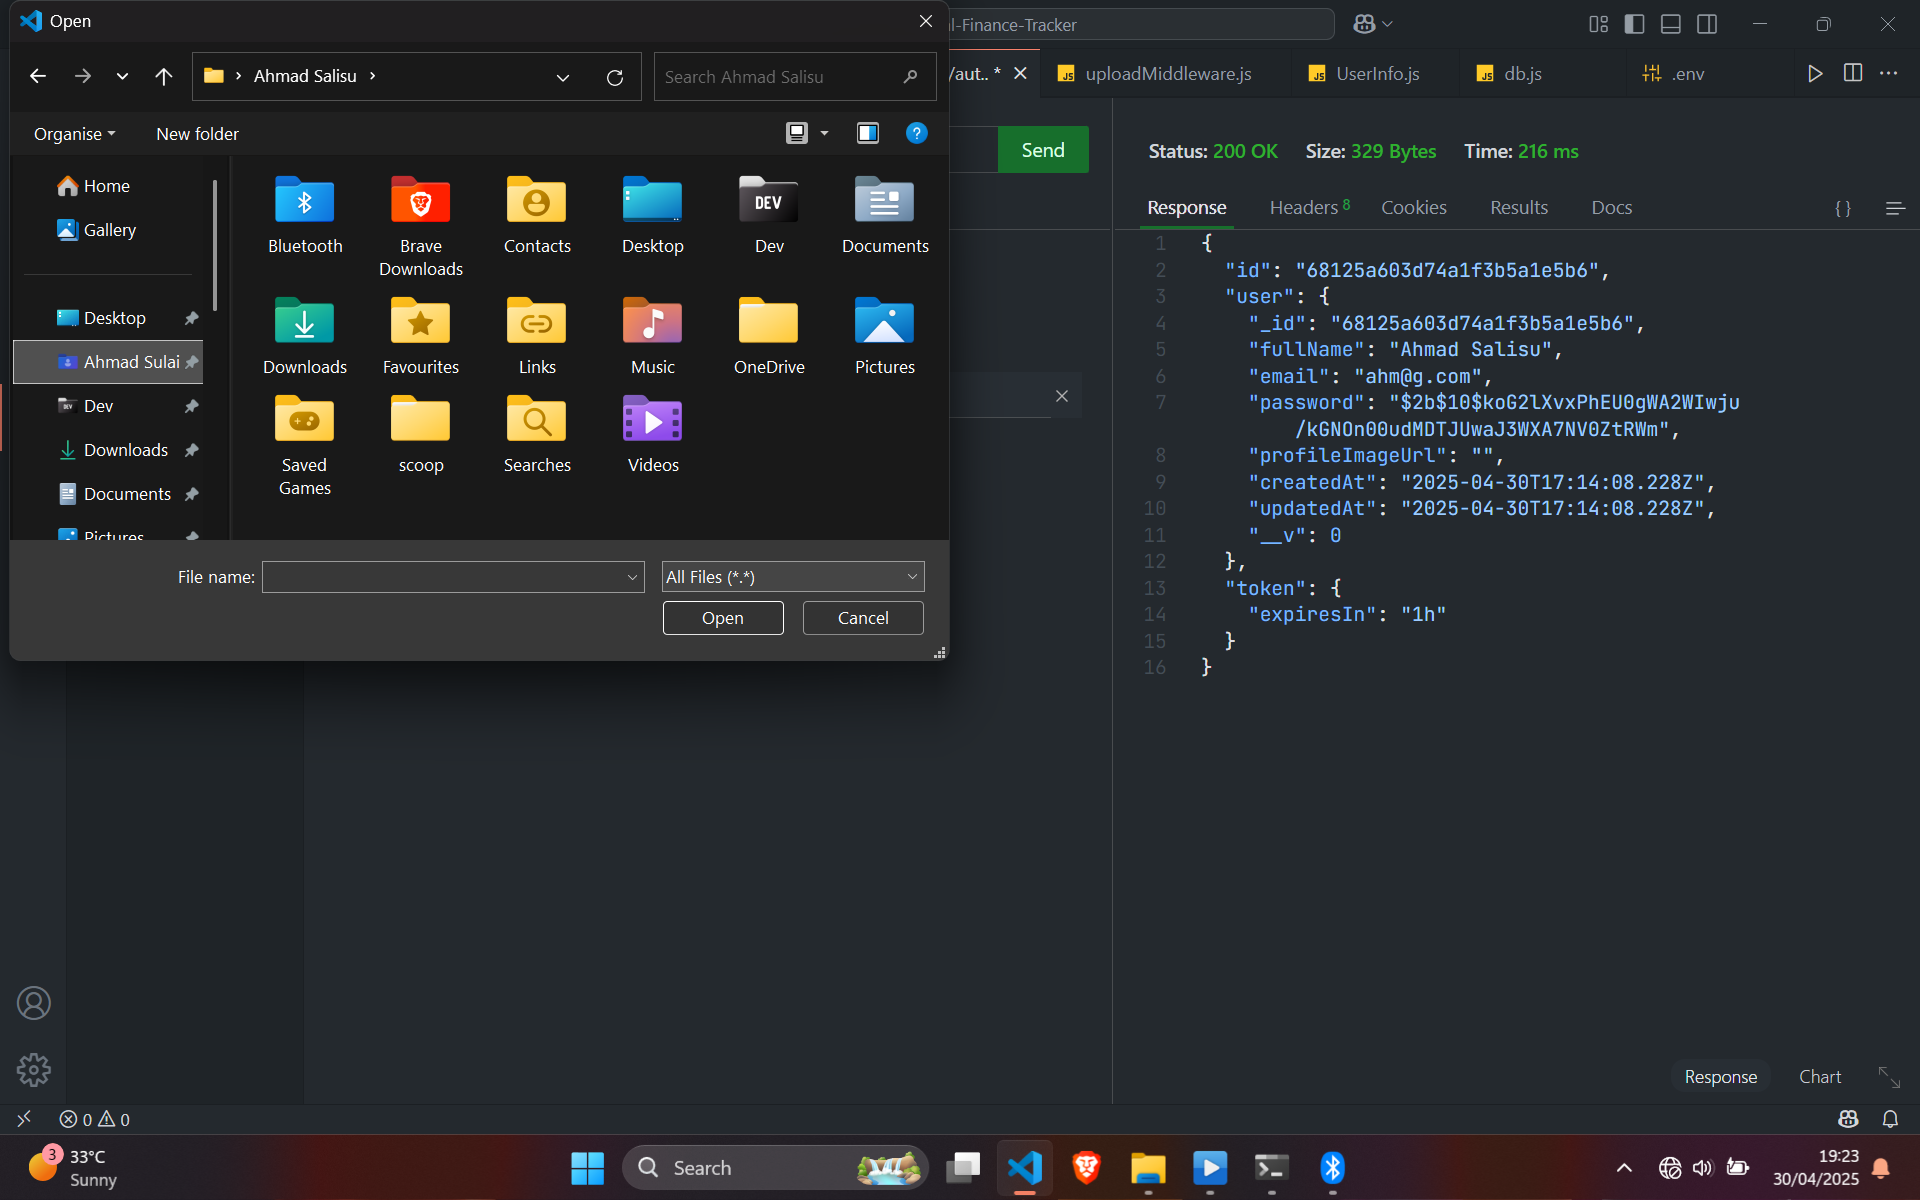 Open
l-Finance-Tracker
Ahmad Salisu
Search Ahmad Salisu
/aut.. *
JS uploadMiddleware.js
JS UserInfo.js
JS db.js
.env
Organise
New folder
?
Send
Status: 200 OK
Size: 329 Bytes
Time: 216 ms
Home
Gallery
Desktop
Ahmad Sulai
Dev
Downloads
Documents
Pictures
Bluetooth
Brave
Downloads
Contacts
Desktop
DEV
Dev
Documents
Downloads
Favourites
Links
Music
OneDrive
Pictures
Saved
Games
scoop
Searches
Videos
File name:
All Files (*.*)
Open
Cancel
Response
Headers 8
Cookies
Results
Docs
{ }
1 {
2 "id": "68125a603d74a1f3b5a1e5b6",
3 "user": {
4 "_id": "68125a603d74a1f3b5a1e5b6",
5 "fullName": "Ahmad Salisu",
6 "email": "ahm@g.com",
7 "password": "$2b$10$koG2lXvxPhEU0gWA2WIwju
/kGNOn00udMDTJUwaJ3WXA7NV0ZtRWm",
8 "profileImageUrl": "",
9 "createdAt": "2025-04-30T17:14:08.228Z",
10 "updatedAt": "2025-04-30T17:14:08.228Z",
11 "__v": 0
12 },
13 "token": {
14 "expiresIn": "1h"
15 }
16 }
Response
Chart
0 0
3
33°C
Sunny
Search
19:23
30/04/2025